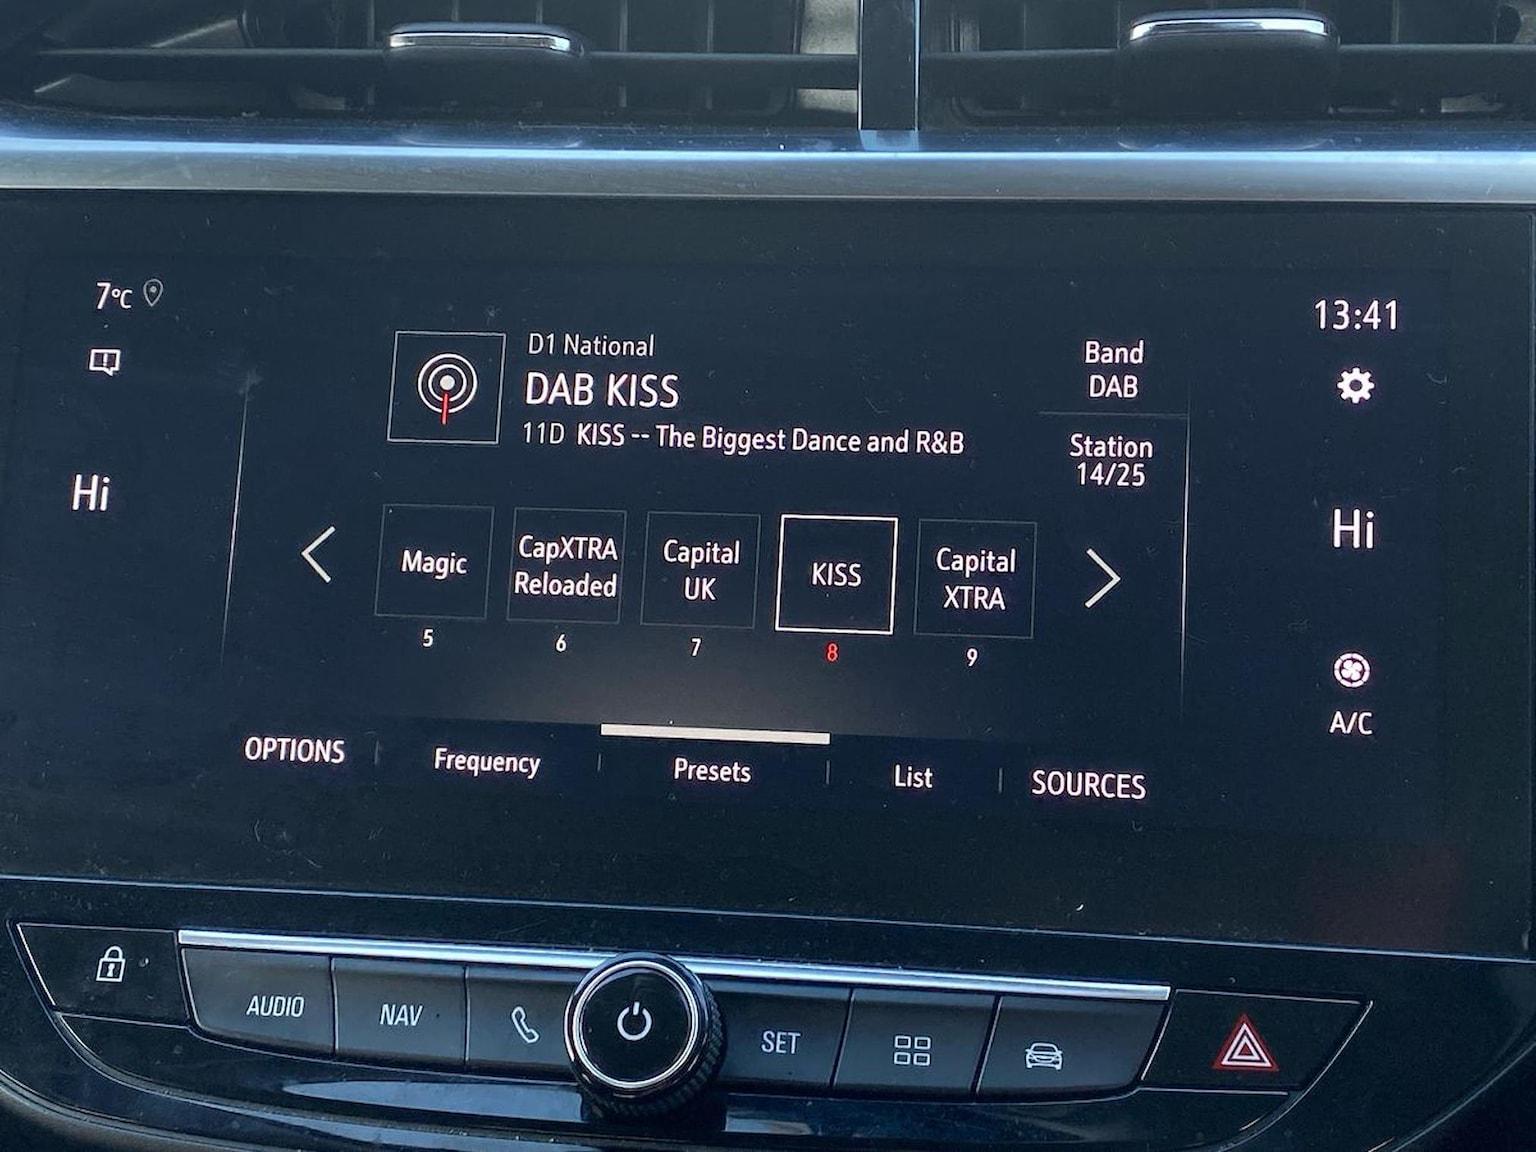 7°C
13:41
D1 National
DAB KISS
11D KISS -- The Biggest Dance and R&B
Band
DAB
Station
14/25
Hi
Hi
Magic
CapXTRA
Reloaded
Capital
UK
KISS
Capital
XTRA
5
6
7
8
9
A/C
OPTIONS
Frequency
Presets
List
SOURCES
AUDIO
NAV
SET